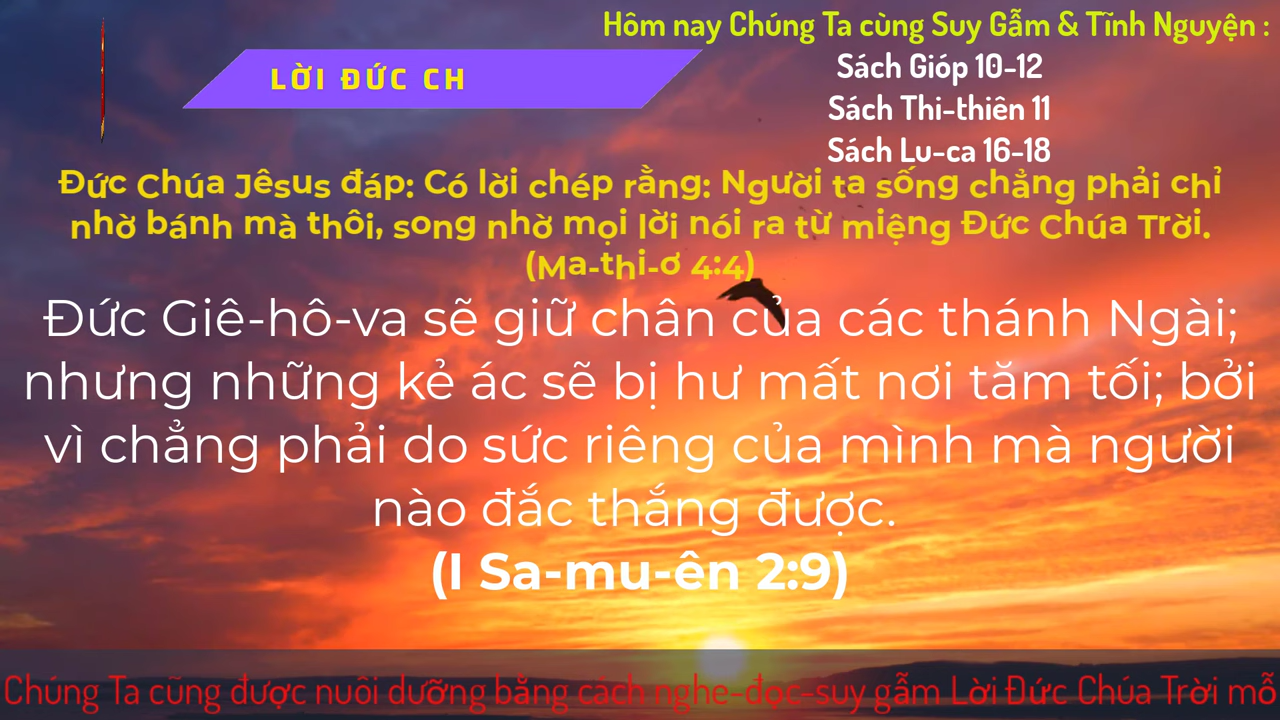 Hôm nay Chúng Ta cùng Suy Gẫm & Tĩnh Nguyện :
LỜI ĐỨC CH
Sách Gióp 10-12
Sách Thi-thiên 11
Sách Lu-ca 16-18
Đức Chúa Jêsus đáp: Có lời chép rằng: Người ta sống chẳng phải chỉ
nhờ bánh mà thôi, song nhờ mọi lời nói ra từ miệng Đức Chúa Trời.
(Ma-thi-ơ 4:4)
Đức Giê-hô-va sẽ giữ chân của các thánh Ngài;
nhưng những kẻ ác sẽ bị hư mất nơi tăm tối; bởi
vì chẳng phải do sức riêng của mình mà người
nào đắc thắng được.
(I Sa-mu-ên 2:9)
Chúng Ta cũng được nuôi dưỡng bằng cách nghe-đọc-suy gẫm Lời Đức Chúa Trời mỗ